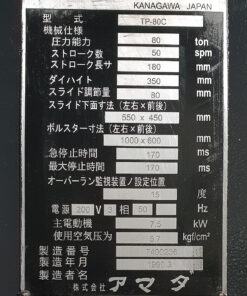 KANAGAWA JAPAN
型式 TP-80C
機械仕様
圧力能力 80 ton
ストローク数 50 spm
ストローク長サ 180 mm
ダイハイト 350 mm
スライド調節量 80 mm
スライド下面寸法(左右×前後)
550 x 450 mm
ボルスター寸法(左右×前後)
1000 x 600 mm
急停止時間 170 ms
最大停止時間 170 ms
オーバーラン監視装置ノ設定位置
15 度
電源 200 V 3 相 50 Hz
主電動機 7.5 kW
使用空気圧力 kgf/cm²
製造番号
製造年月
製造者名 株式会社 アマダ